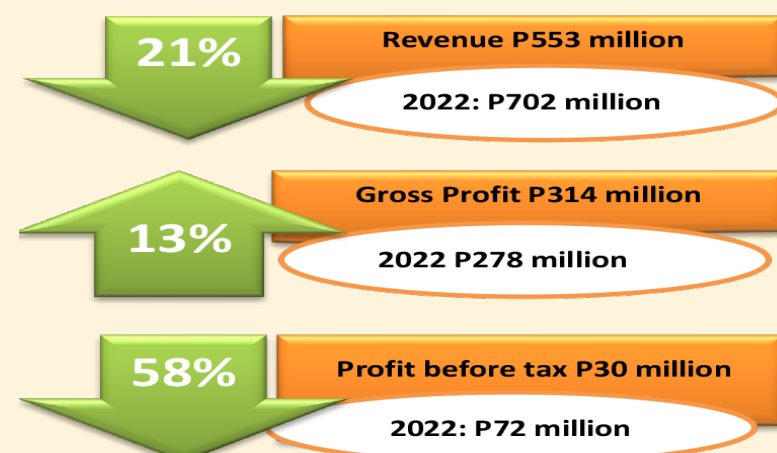 21%
Revenue P553 million
2022: P702 million
13%
Gross Profit P314 million
2022 P278 million
58%
Profit before tax P30 million
2022: P72 million